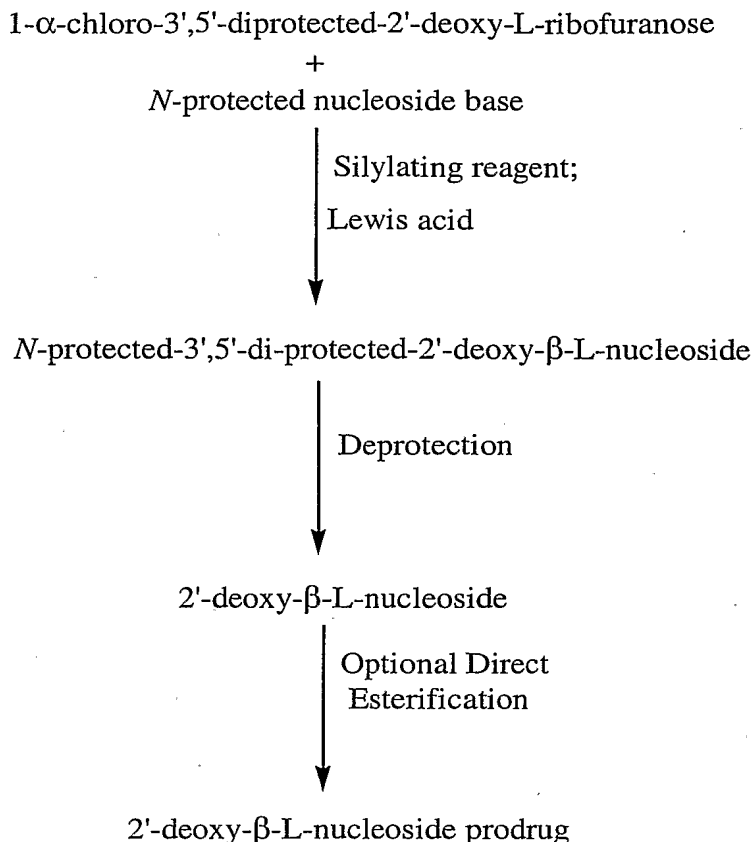 1-α-chloro-3',5'-diprotected-2'-deoxy-L-ribofuranose
+
N-protected nucleoside base
Silylating reagent;
Lewis acid
N-protected-3',5'-di-protected-2'-deoxy-β-L-nucleoside
Deprotection
2'-deoxy-β-L-nucleoside
Optional Direct
Esterification
2'-deoxy-β-L-nucleoside prodrug